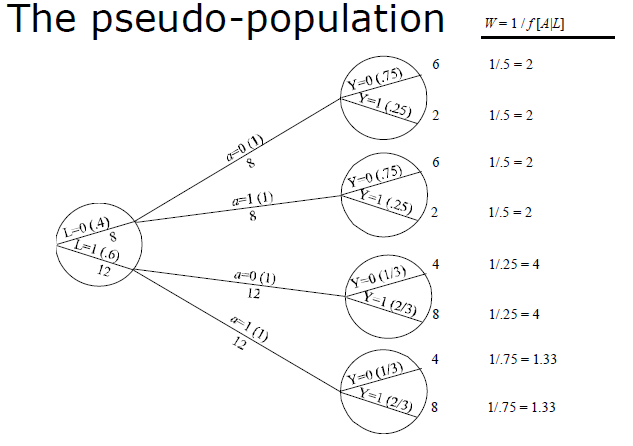 The pseudo-population
W = 1 / f [A|L]
Y=0 (.75)
6
1/.5 = 2
Y=1 (.25)
2
1/.5 = 2
a=0 (1)
8
Y=0 (.75)
6
1/.5 = 2
Y=1 (.25)
2
1/.5 = 2
a=1 (1)
8
L=0 (.4)
8
L=1 (.6)
12
a=0 (1)
12
Y=0 (1/3)
4
1/.25 = 4
Y=1 (2/3)
8
1/.25 = 4
a=1 (1)
12
Y=0 (1/3)
4
1/.75 = 1.33
Y=1 (2/3)
8
1/.75 = 1.33